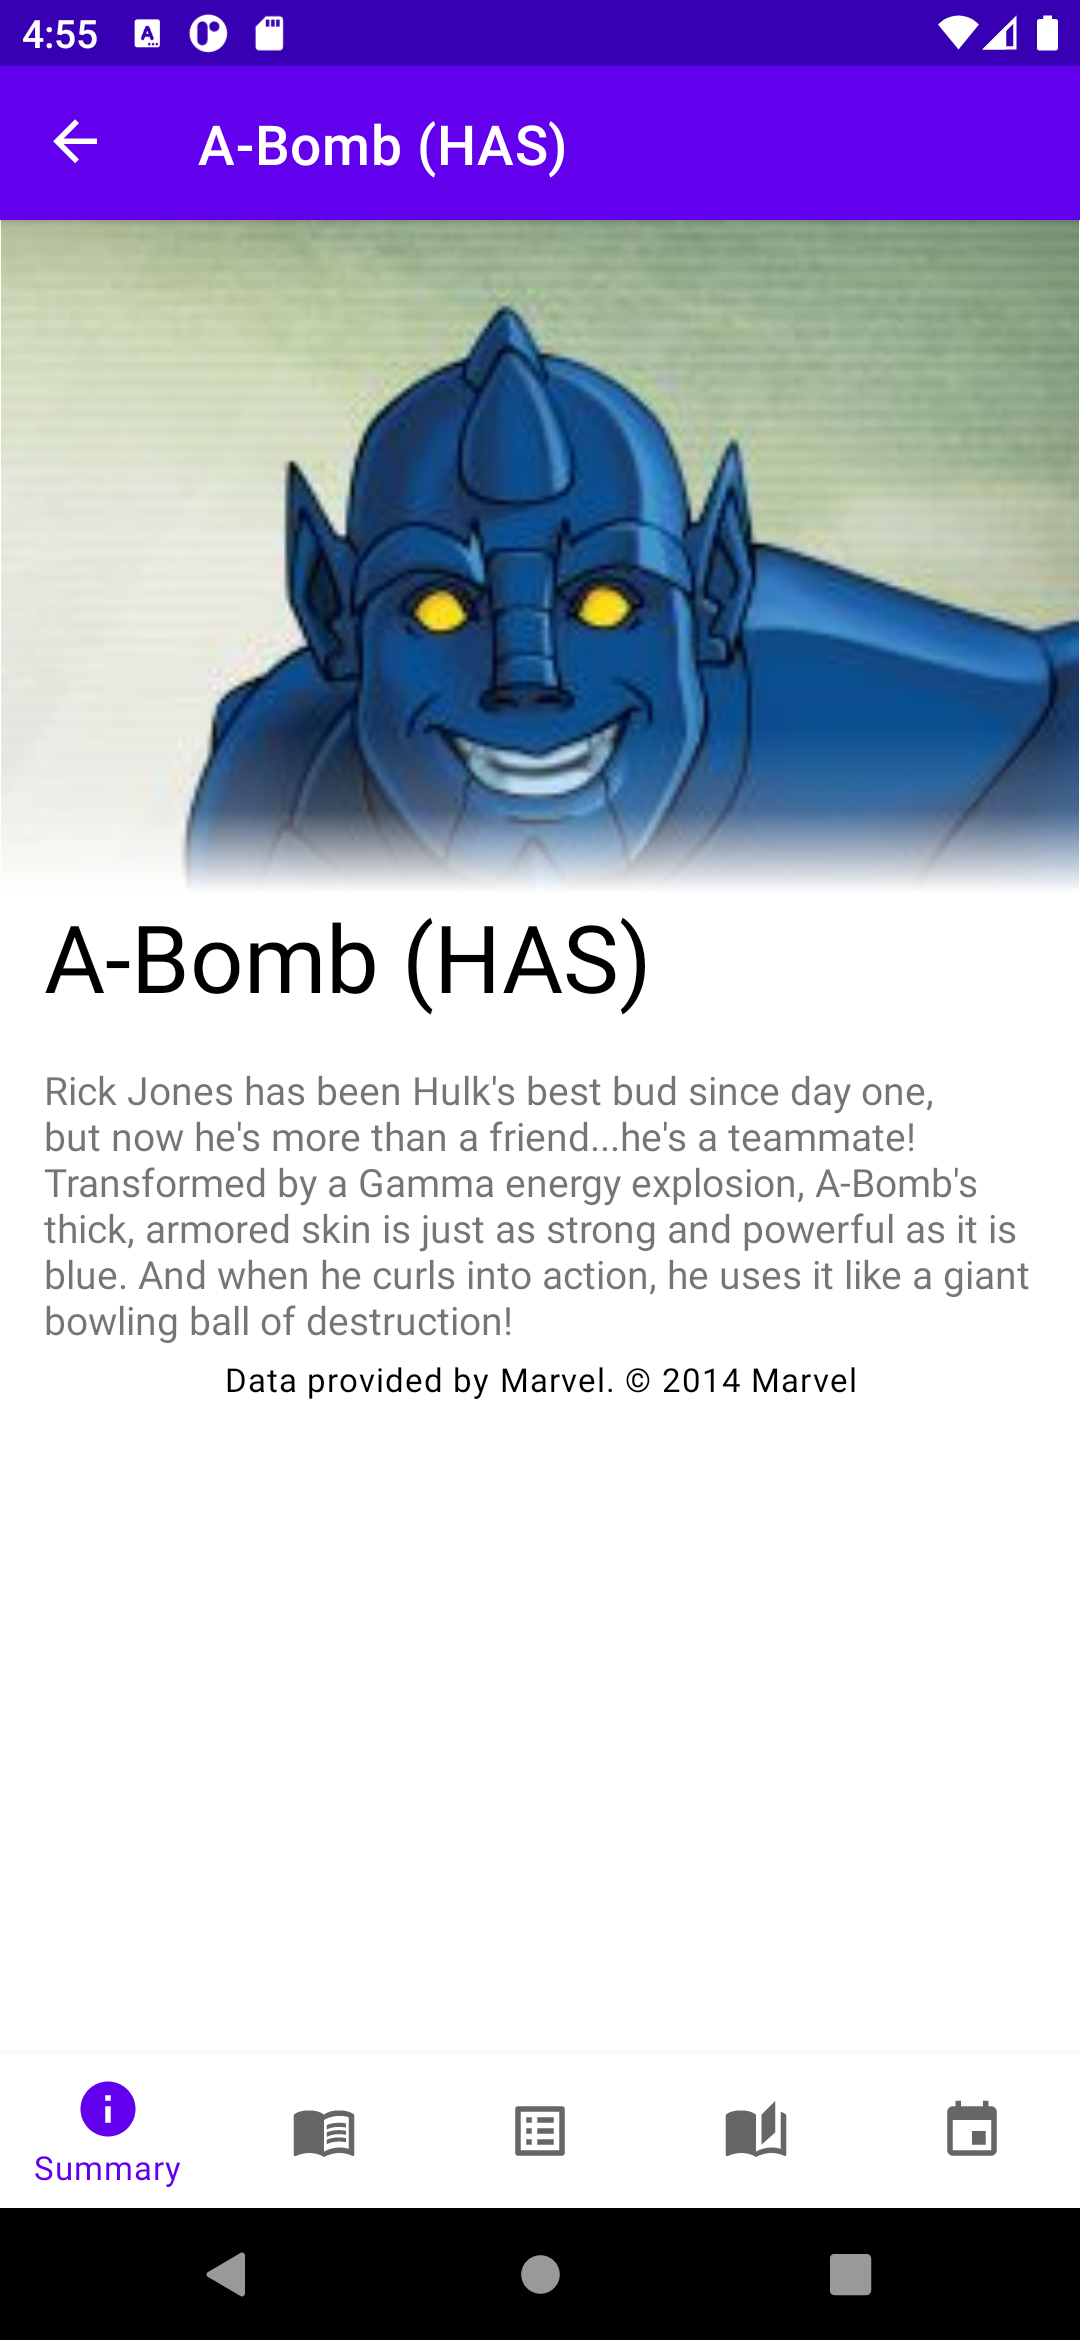 4:55
A-Bomb (HAS)
A-Bomb (HAS)
Rick Jones has been Hulk's best bud since day one,
but now he's more than a friend...he's a teammate!
Transformed by a Gamma energy explosion, A-Bomb's
thick, armored skin is just as strong and powerful as it is
blue. And when he curls into action, he uses it like a giant
bowling ball of destruction!
Data provided by Marvel. © 2014 Marvel
Summary